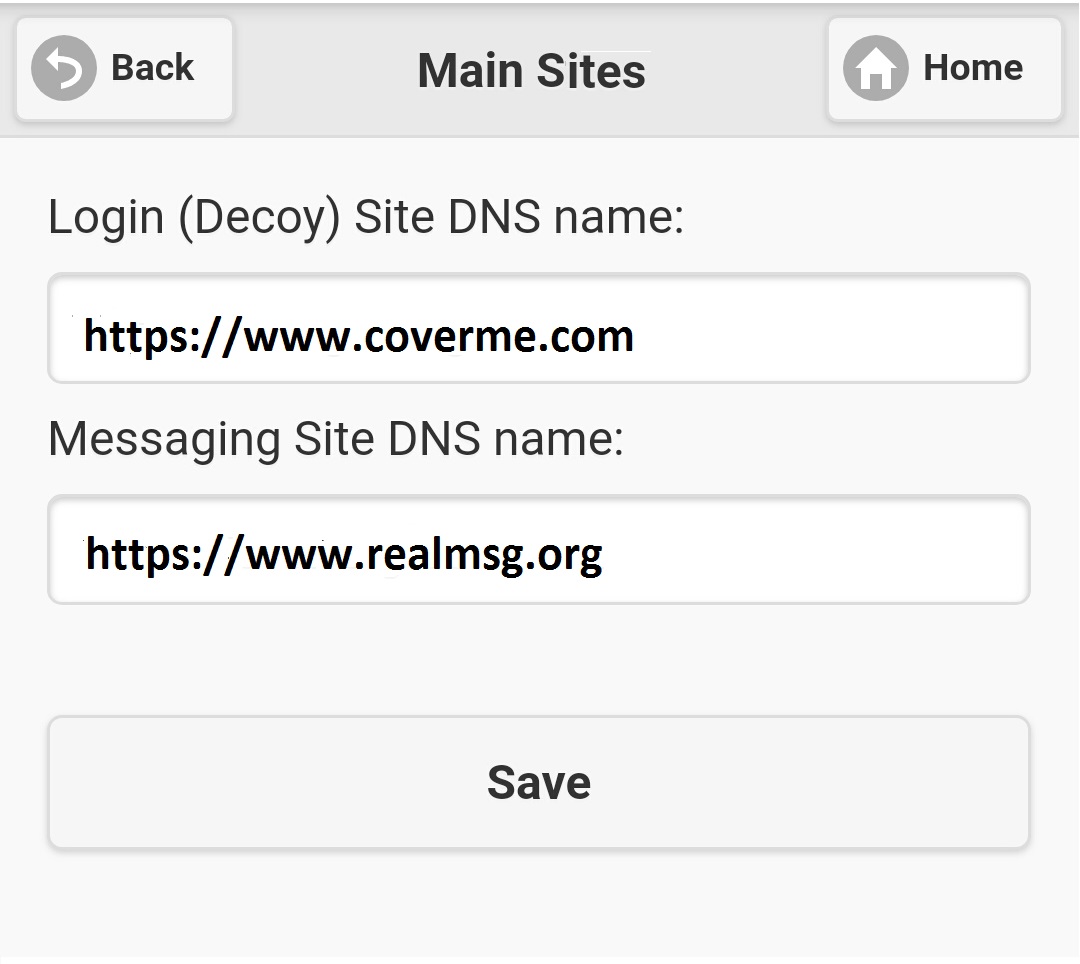 Back
Main Sites
Home
Login (Decoy) Site DNS name:
https://www.coverme.com
Messaging Site DNS name:
https://www.realmsg.org
Save